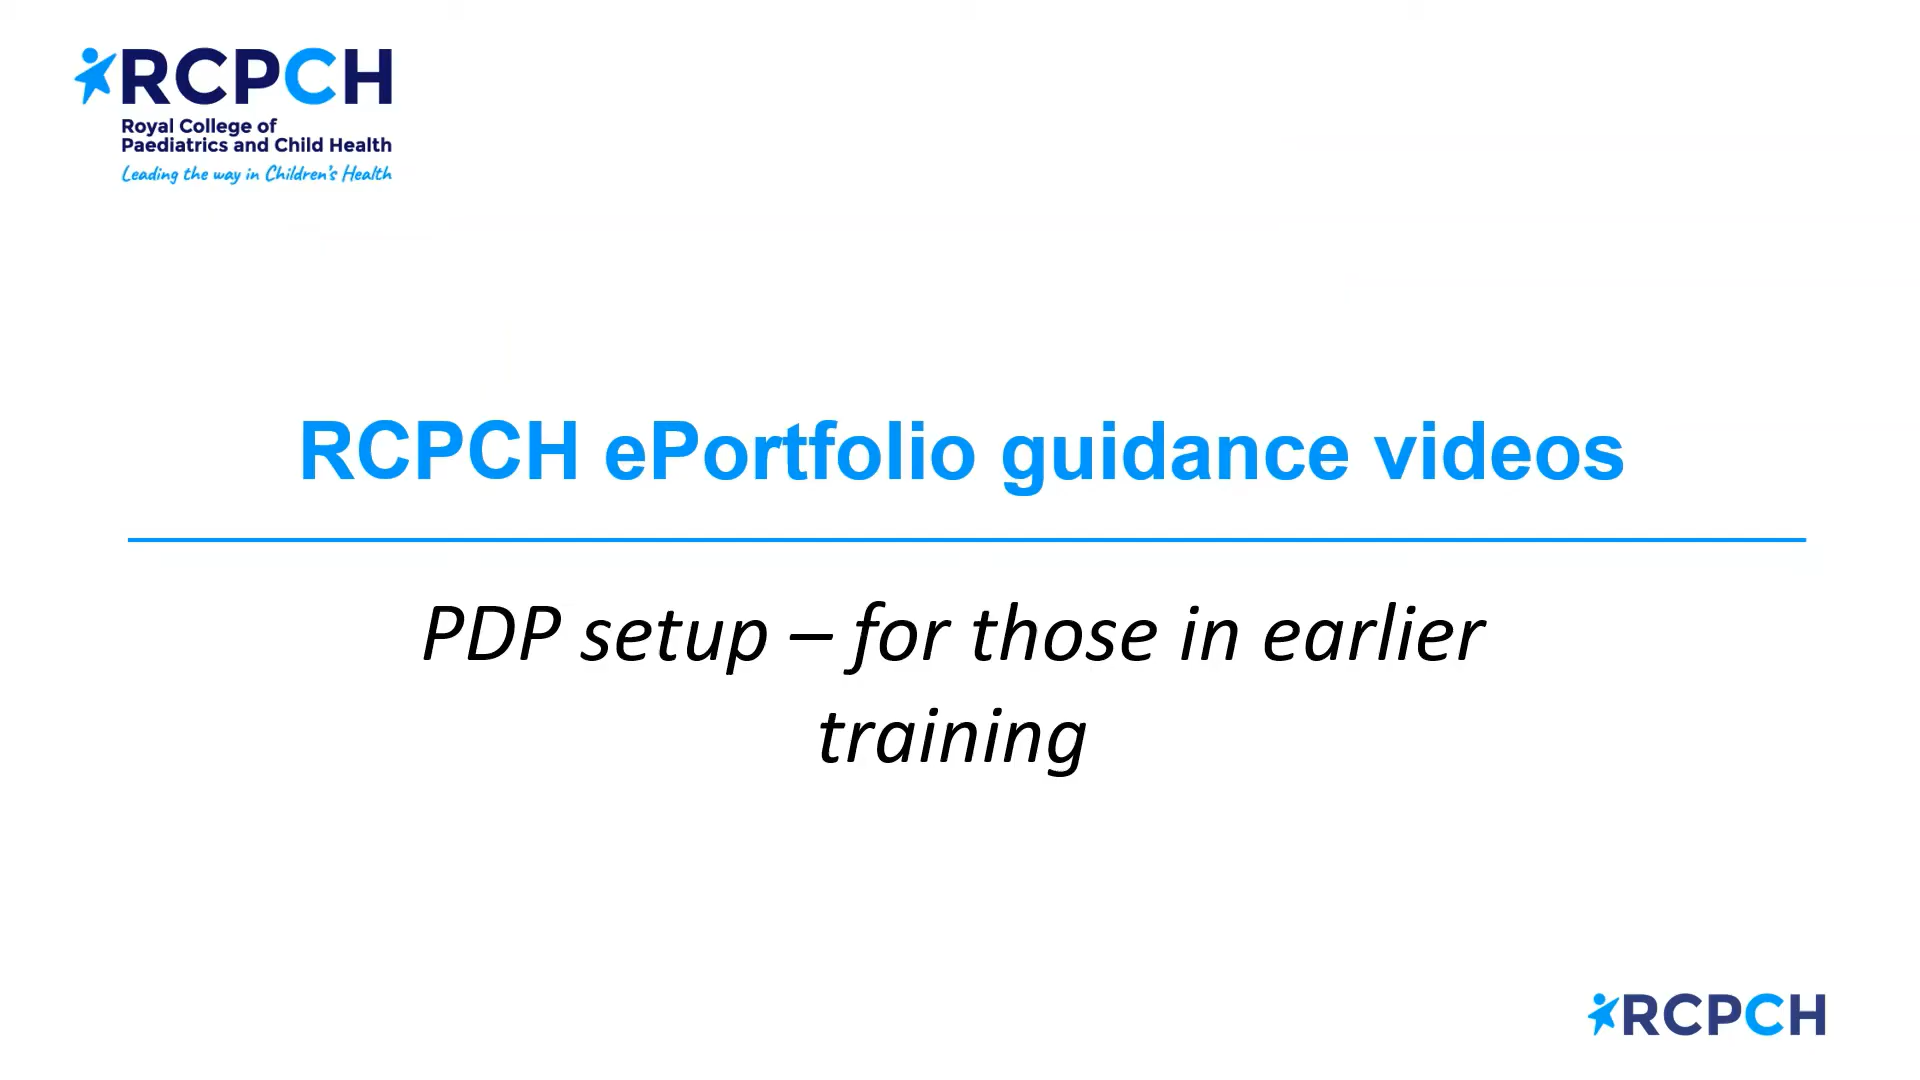 RCPCH
Royal College of
Paediatrics and Child Health
Leading the way in Children's Health
RCPCH ePortfolio guidance videos
PDP setup – for those in earlier
training
RCPCH